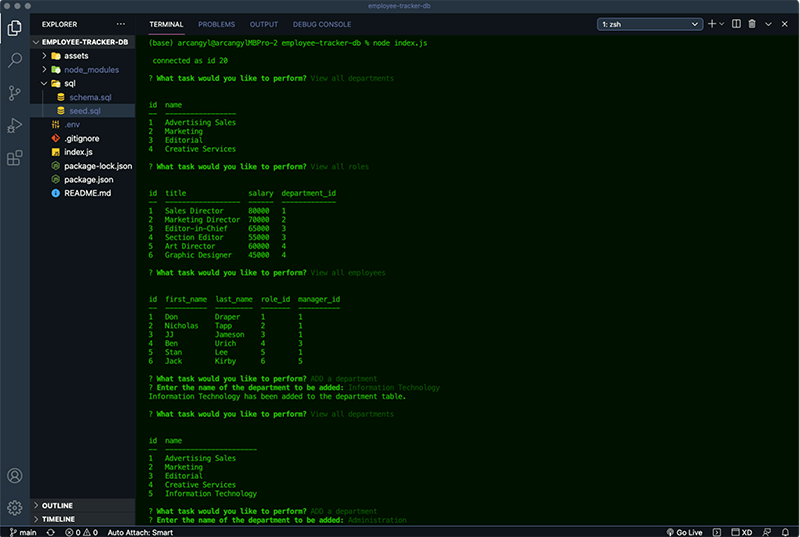 employee-tracker-db
EXPLORER
EMPLOYEE-TRACKER-DB
assets
node_modules
sql
schema.sql
seed.sql
.env
.gitignore
index.js
package-lock.json
package.json
README.md
OUTLINE
TIMELINE
TERMINAL PROBLEMS OUTPUT DEBUG CONSOLE 1: zsh
(base) arcangyl@arcangylMBPro-2 employee-tracker-db % node index.js
connected as id 20
? What task would you like to perform? View all departments
id name
-- ----------------
1 Advertising Sales
2 Marketing
3 Editorial
4 Creative Services
? What task would you like to perform? View all roles
id title salary department_id
-- ------------------ ------ -------------
1 Sales Director 80000 1
2 Marketing Director 70000 2
3 Editor-in-Chief 65000 3
4 Section Editor 55000 3
5 Art Director 60000 4
6 Graphic Designer 45000 4
? What task would you like to perform? View all employees
id first_name last_name role_id manager_id
-- ---------- --------- ------- ----------
1 Don Draper 1 1
2 Nicholas Tapp 2 1
3 JJ Jameson 3 1
4 Ben Urich 4 3
5 Stan Lee 5 1
6 Jack Kirby 6 5
? What task would you like to perform? ADD a department
? Enter the name of the department to be added: Information Technology
Information Technology has been added to the department table.
? What task would you like to perform? View all departments
id name
-- ----------------------
1 Advertising Sales
2 Marketing
3 Editorial
4 Creative Services
5 Information Technology
? What task would you like to perform? ADD a department
? Enter the name of the department to be added: Administration
main 0 0 Auto Attach: Smart Go Live XD